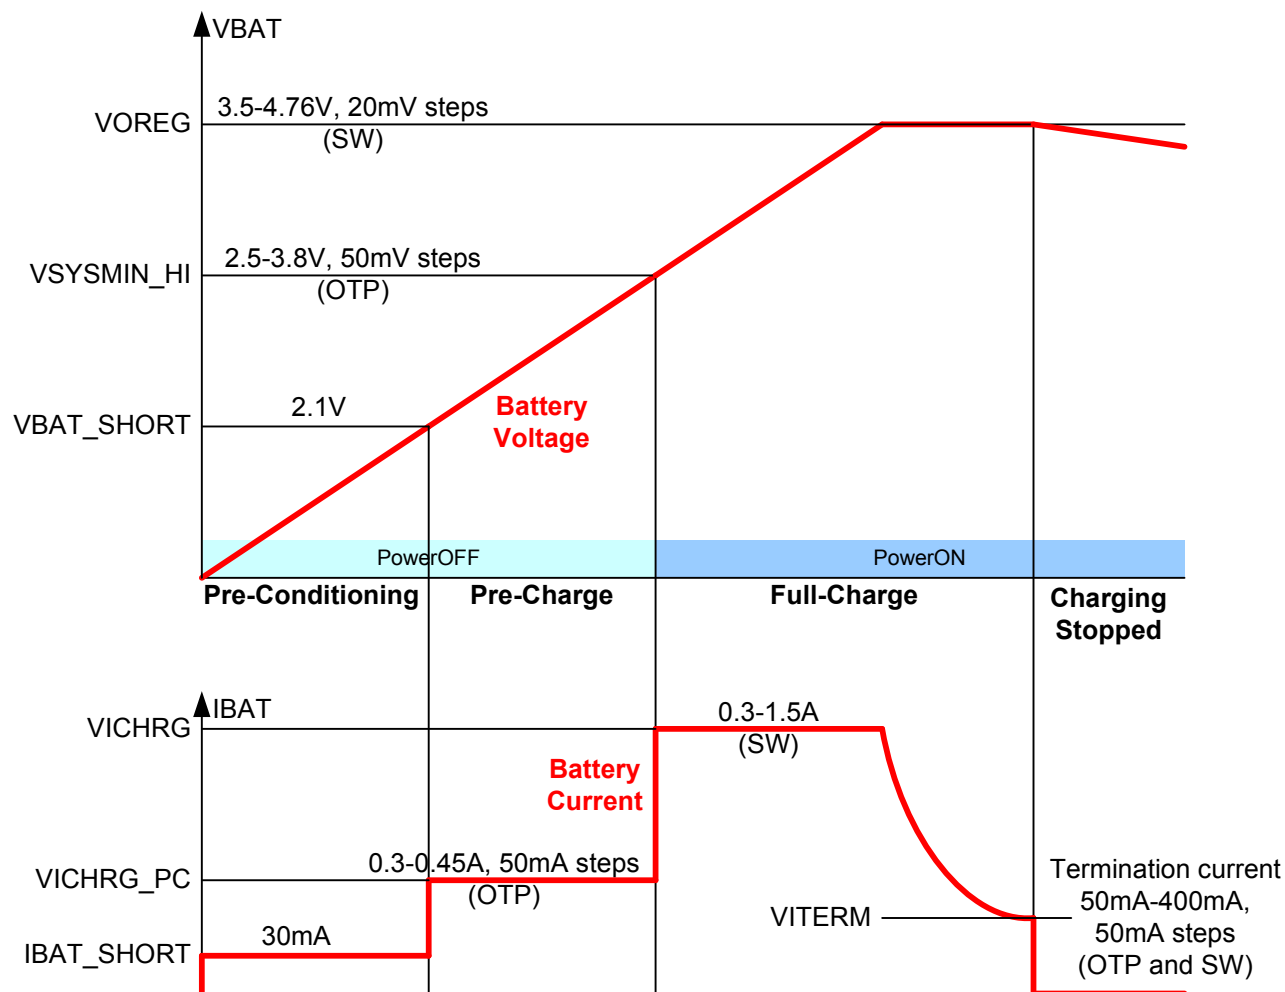 VBAT
VOREG
3.5-4.76V, 20mV steps
(SW)
VSYSMIN_HI
2.5-3.8V, 50mV steps
(OTP)
VBAT_SHORT
2.1V
Battery
Voltage
PowerOFF
PowerON
Pre-Conditioning
Pre-Charge
Full-Charge
Charging
Stopped
IBAT
VICHRG
0.3-1.5A
(SW)
Battery
Current
VICHRG_PC
0.3-0.45A, 50mA steps
(OTP)
VITERM
Termination current
50mA-400mA,
50mA steps
(OTP and SW)
IBAT_SHORT
30mA